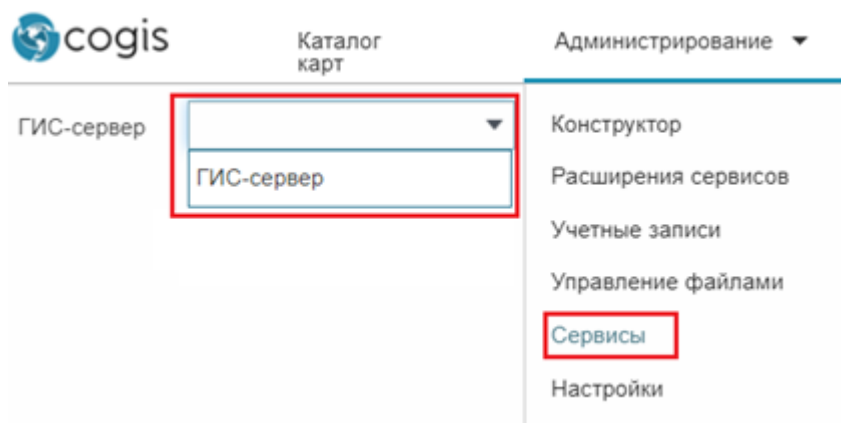 cogis
Каталог
карт
Администрирование
ГИС-сервер
ГИС-сервер
Конструктор
Расширения сервисов
Учетные записи
Управление файлами
Сервисы
Настройки